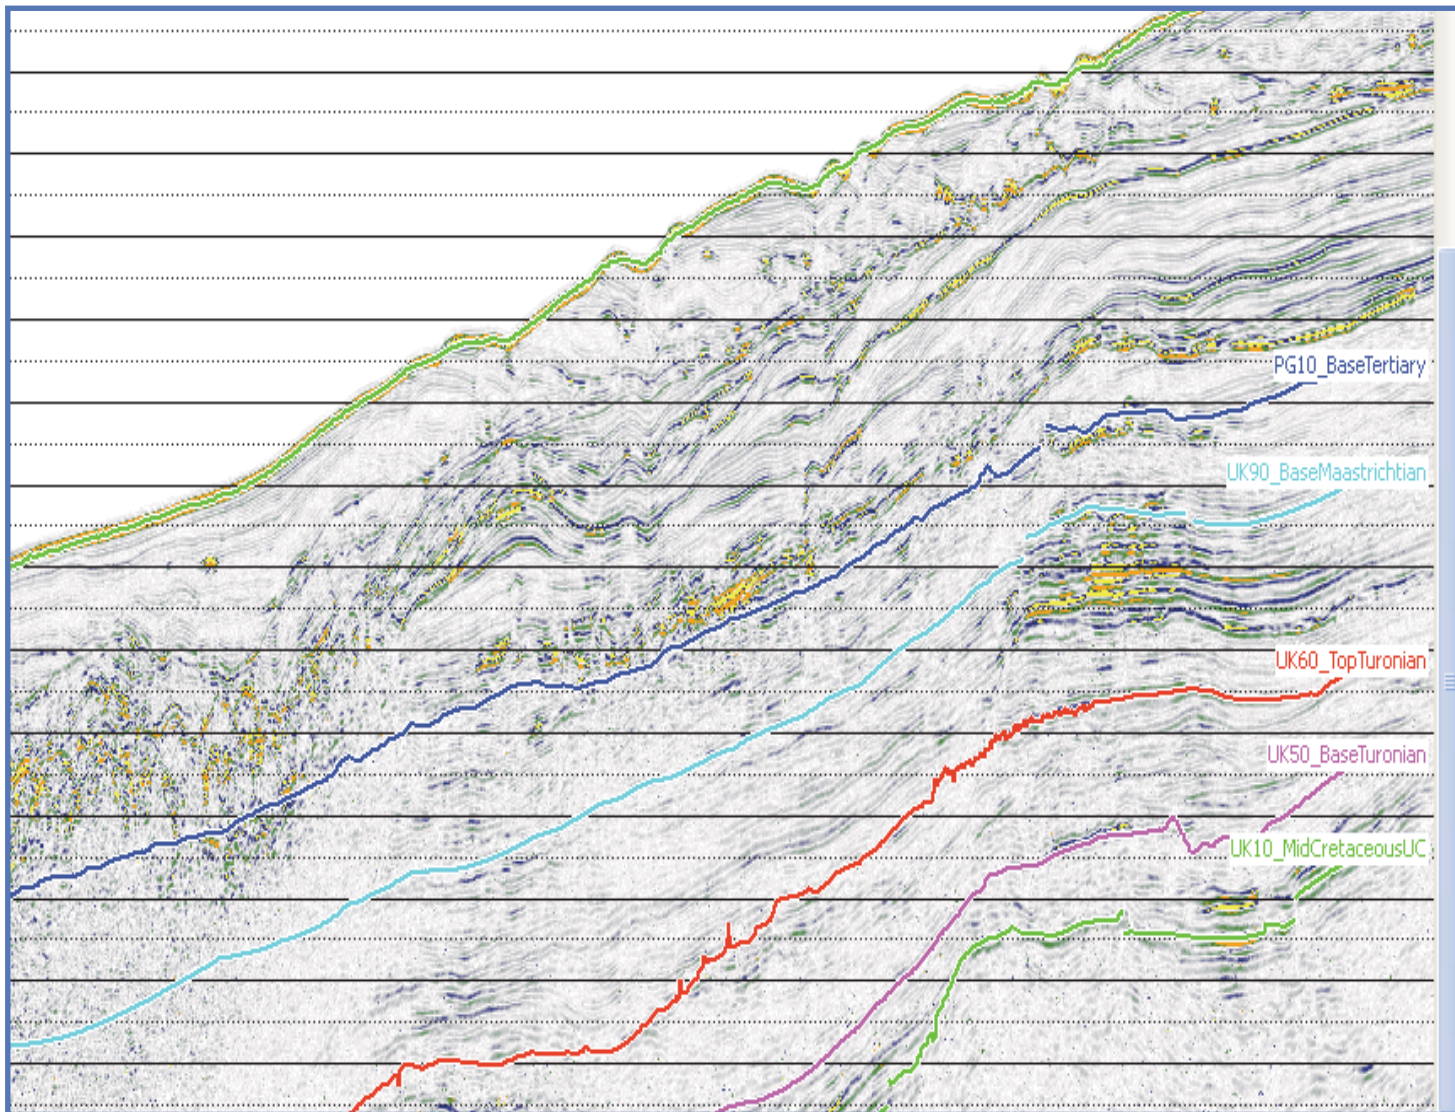 PG10_BaseTertiary
UK90_BaseMaastrichtian
UK60_TopTuronian
UK50_BaseTuronian
UK10_MidCretaceousUC